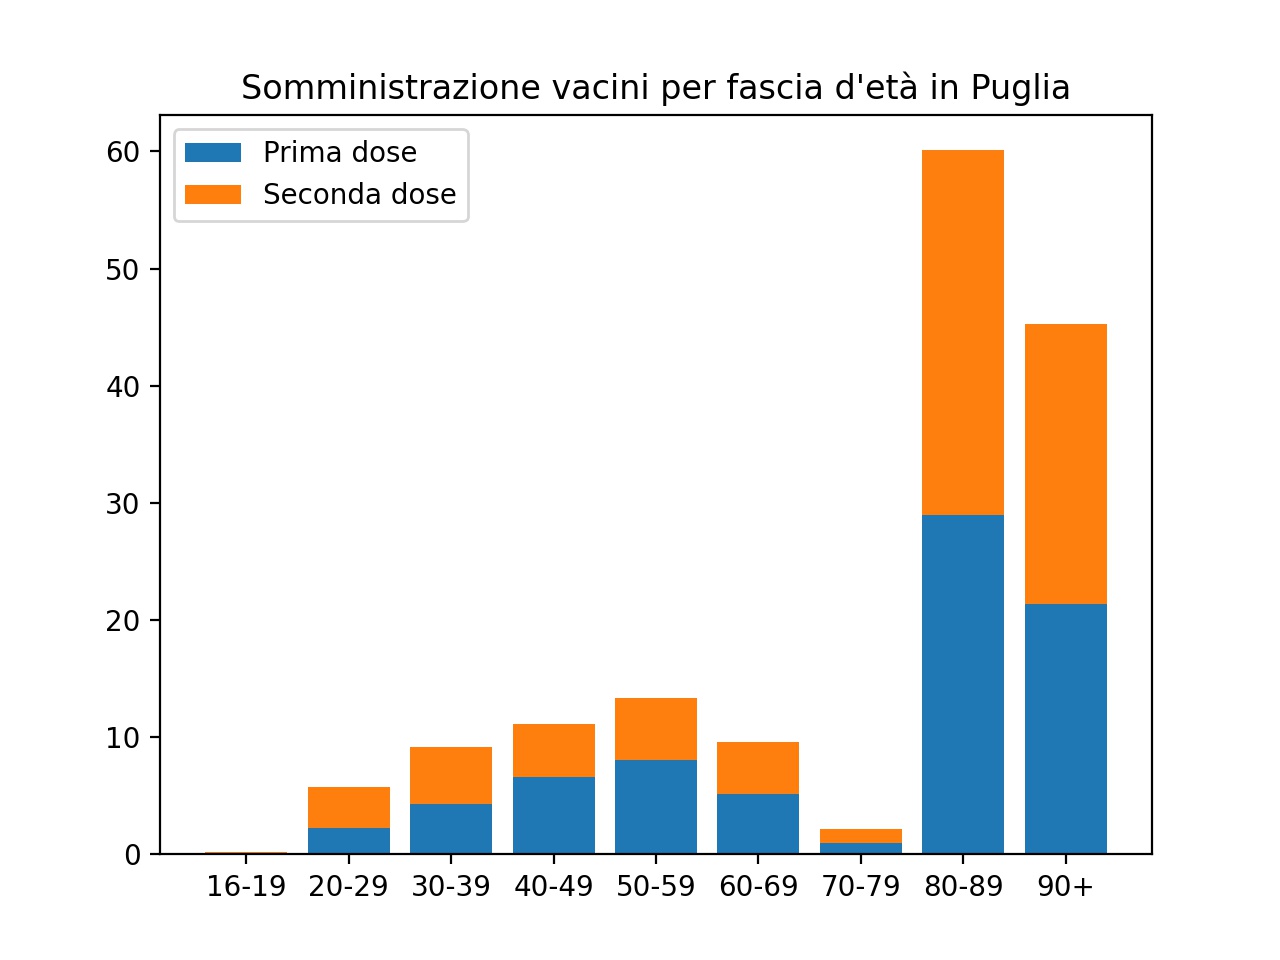 Somministrazione vacini per fascia d'età in Puglia
Prima dose
Seconda dose
60
50
40
30
20
10
0
16-19 20-29 30-39 40-49 50-59 60-69 70-79 80-89 90+